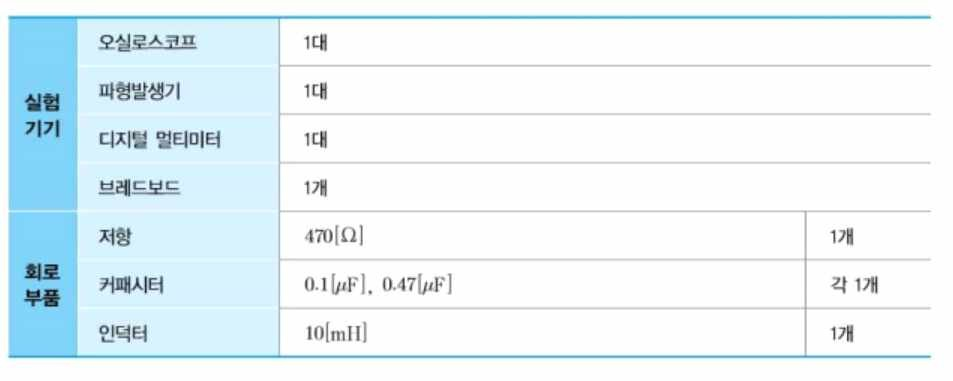 실험
기기
오실로스코프 1대
파형발생기 1대
디지털 멀티미터 1대
브레드보드 1개
회로
부품
저항 470[Ω] 1개
커패시터 0.1[μF], 0.47[μF] 각 1개
인덕터 10[mH] 1개